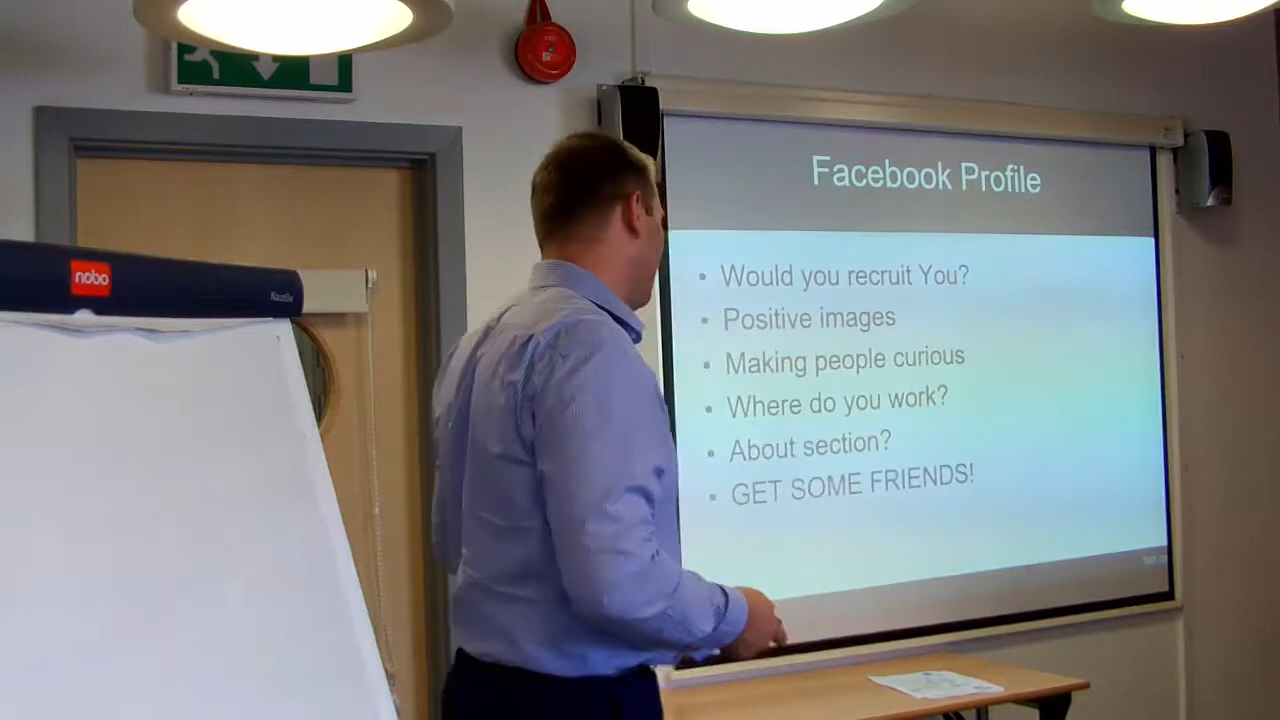 Facebook Profile
• Would you recruit You?
• Positive images
• Making people curious
• Where do you work?
• About section?
• GET SOME FRIENDS!
nobo
Nautile